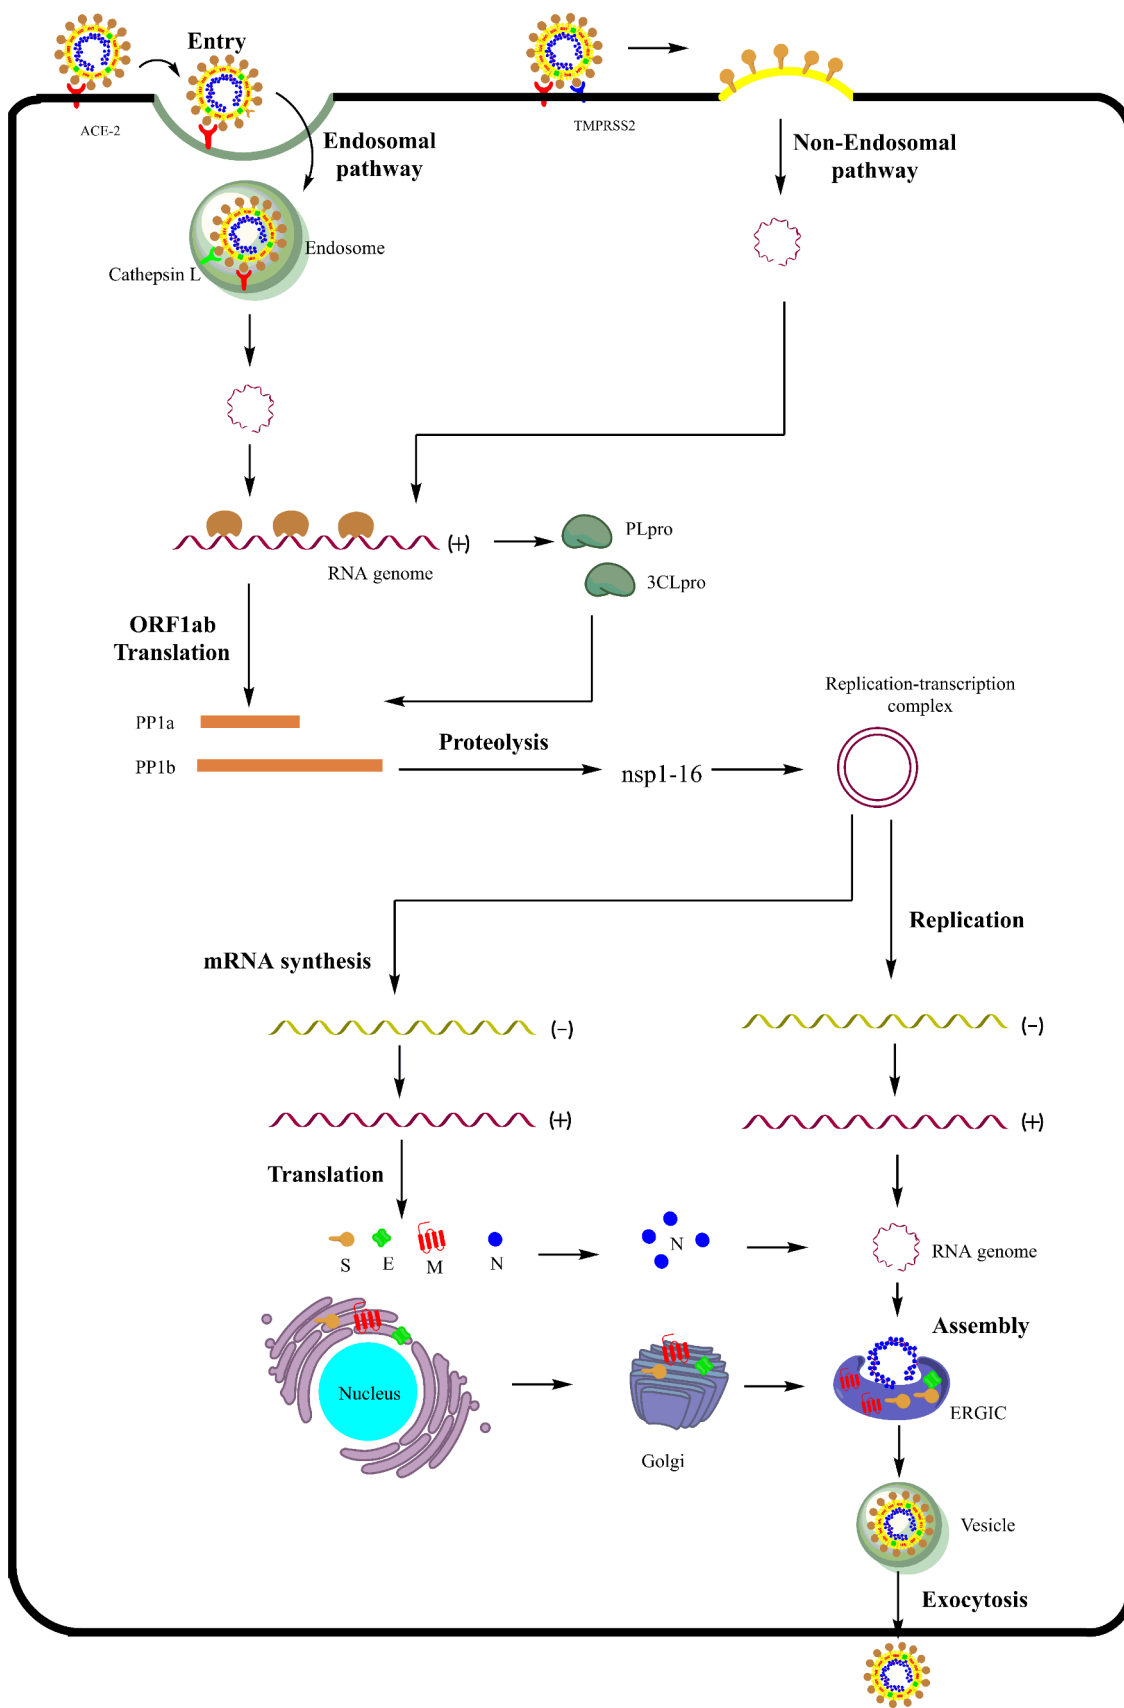 Entry
ACE-2
TMPRSS2
Endosomal
pathway
Non-Endosomal
pathway
Endosome
Cathepsin L
(+)
RNA genome
PLpro
3CLpro
ORF1ab
Translation
PP1a
PP1b
Proteolysis
nsp1-16
Replication-transcription
complex
Replication
mRNA synthesis
(-)
(-)
(+)
(+)
Translation
S
E
M
N
N
RNA genome
Assembly
Nucleus
Golgi
ERGIC
Vesicle
Exocytosis